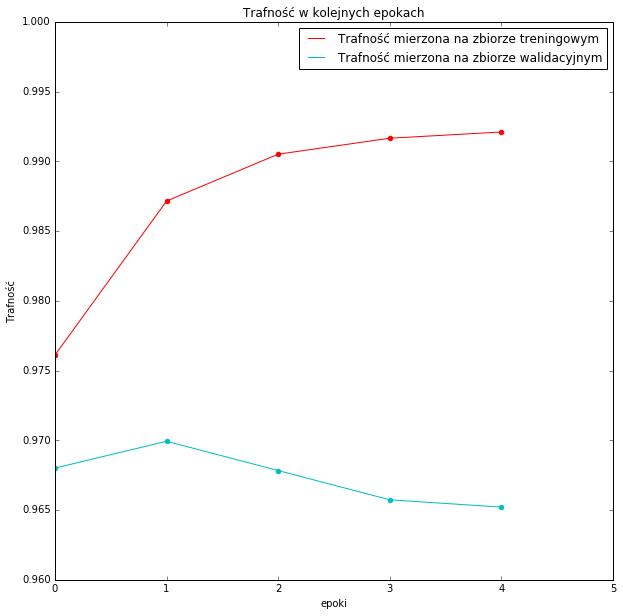 Trafność w kolejnych epokach
1.000
Trafność mierzona na zbiorze treningowym
Trafność mierzona na zbiorze walidacyjnym
0.995
0.990
0.985
0.980
Trafność
0.975
0.970
0.965
0.960
0 1 2 3 4 5
epoki